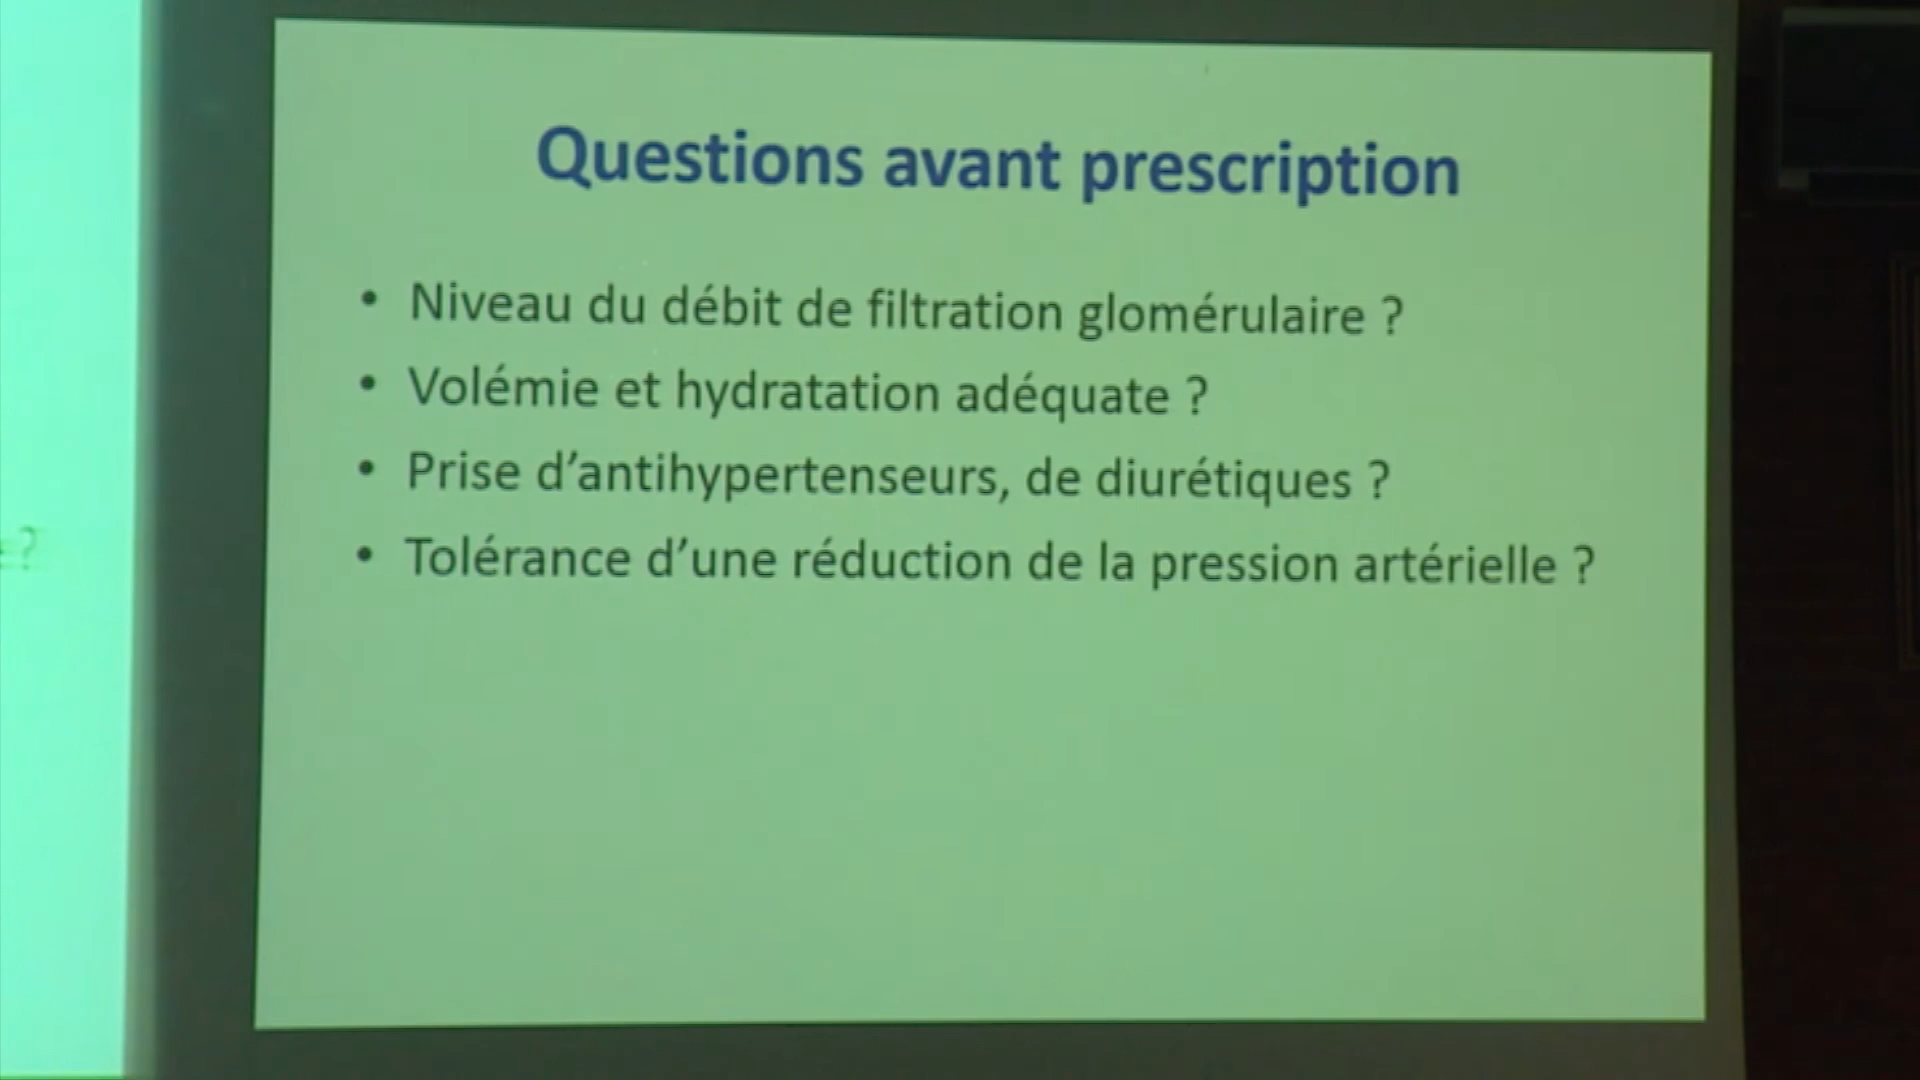 Questions avant prescription
• Niveau du débit de filtration glomérulaire ?
• Volémie et hydratation adéquate ?
• Prise d’antihypertenseurs, de diurétiques ?
• Tolérance d’une réduction de la pression artérielle ?